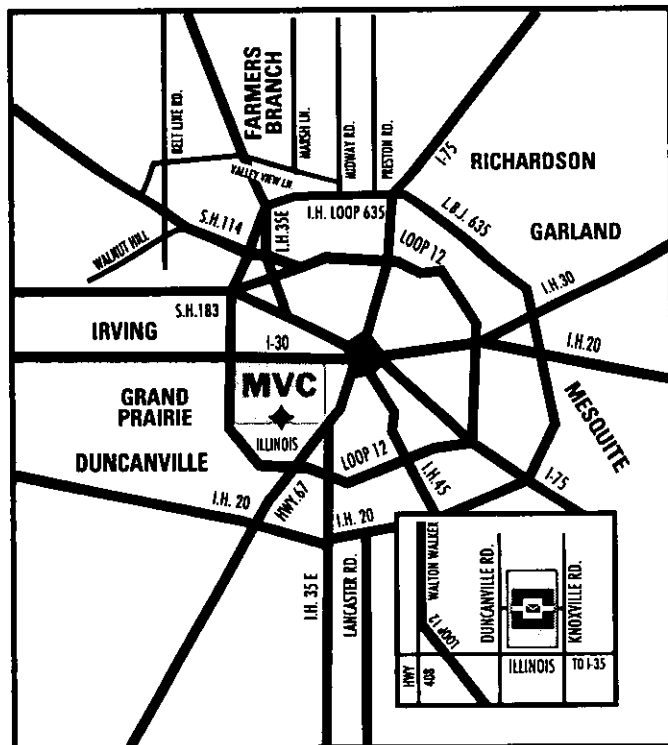 BELT LINE RD.
FARMERS
BRANCH
MARSH LN.
MIDWAY RD.
PRESTON RD.
I-75
RICHARDSON
VALLEY VIEW LN
L.B.J. 635
I.H. LOOP 635
S.H.114
I.H.35E
LOOP 12
GARLAND
WALNUT HILL
I.H.30
S.H.183
IRVING
I-30
I.H.20
MVC
GRAND
PRAIRIE
MESQUITE
ILLINOIS
DUNCANVILLE
LOOP 12
I.H.45
I-75
I.H. 20
HWY.67
I.H. 20
I.H. 35 E
LANCASTER RD.
WALTON WALKER
DUNCANVILLE RD.
KNOXVILLE RD.
LOOP 12
HWY
408
ILLINOIS
TO I-35